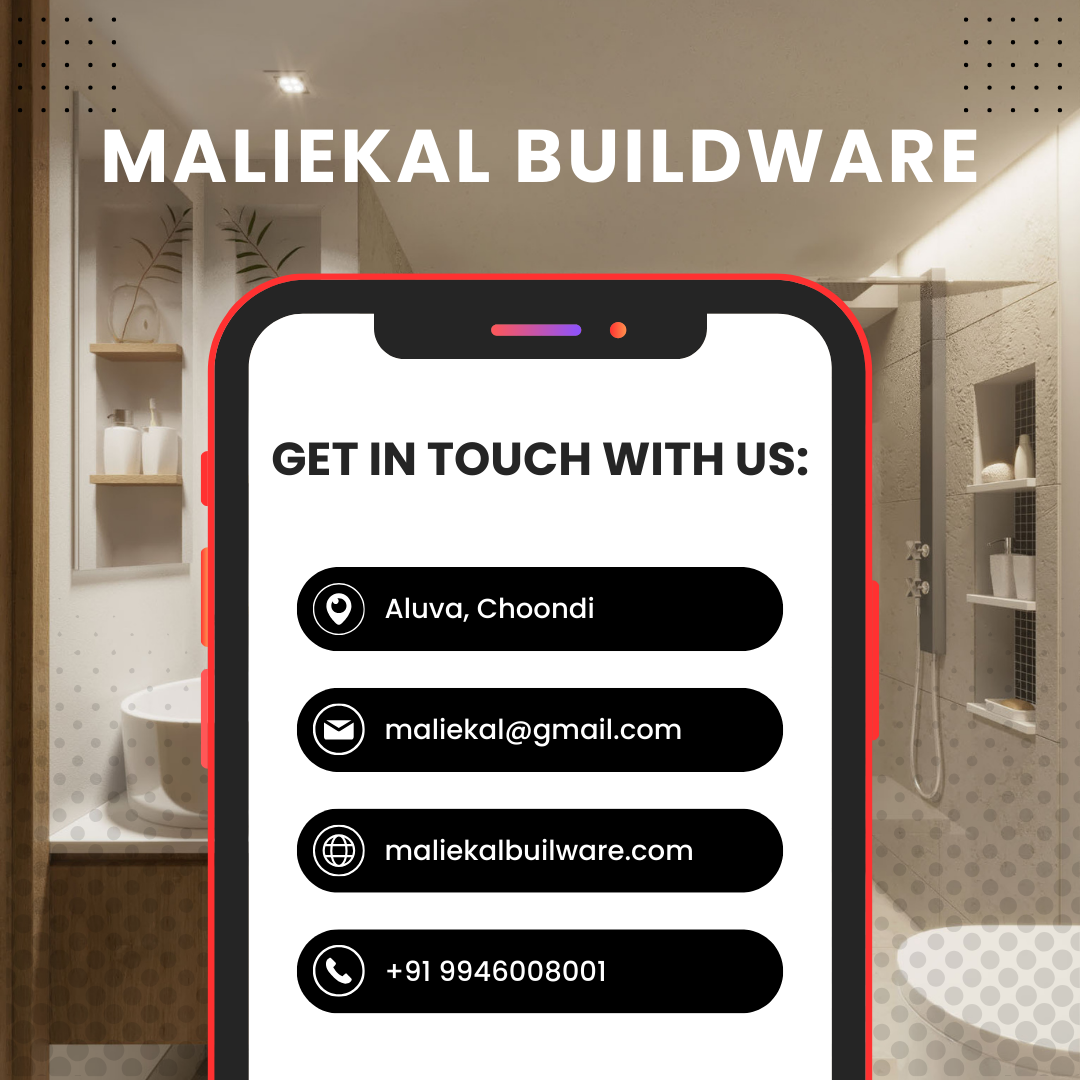 MALIEKAL BUILDWARE
GET IN TOUCH WITH US:
Aluva, Choondi
maliekal@gmail.com
maliekalbuilware.com
+91 9946008001